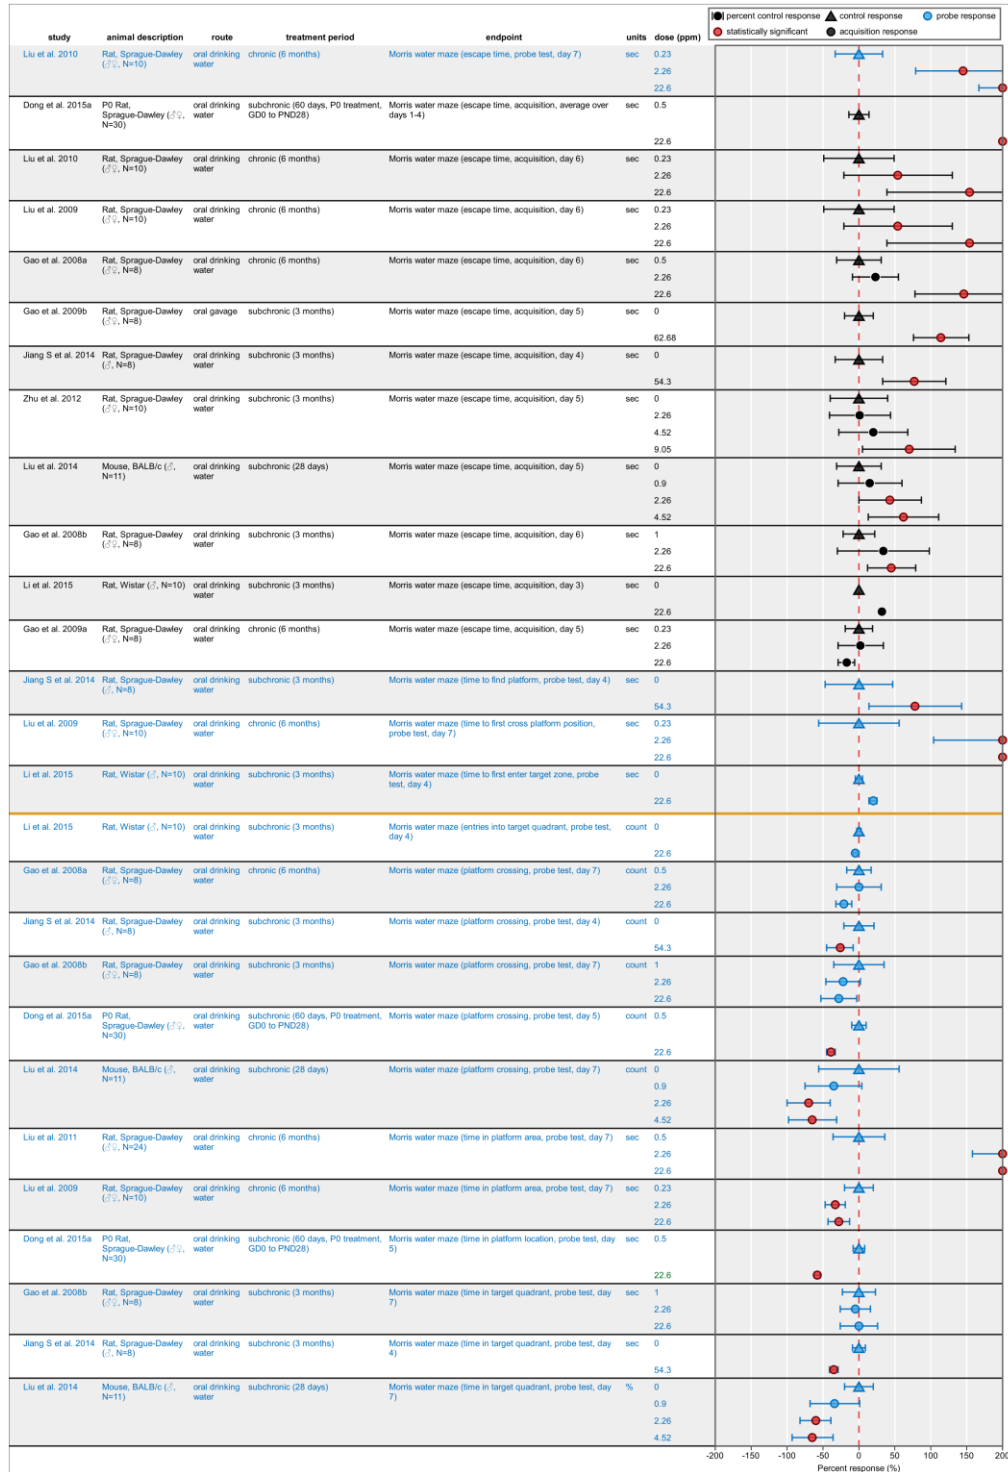 percent control response control response probe response
statistically significant acquisition response
study animal description route treatment period endpoint units dose (ppm)
Liu et al. 2010 Rat, Sprague-Dawley oral drinking chronic (6 months) Morris water maze (escape time, probe test, day 7) sec 0.23
(♂♀, N=10) water
2.26
22.6
Dong et al. 2015a P0 Rat, oral drinking subchronic (60 days, P0 treatment, Morris water maze (escape time, acquisition, average over sec 0.5
Sprague-Dawley (♂♀, water GD0 to PND28) days 1-4)
N=30)
22.6
Liu et al. 2010 Rat, Sprague-Dawley oral drinking chronic (6 months) Morris water maze (escape time, acquisition, day 6) sec 0.23
(♂♀, N=10) water
2.26
22.6
Liu et al. 2009 Rat, Sprague-Dawley oral drinking chronic (6 months) Morris water maze (escape time, acquisition, day 6) sec 0.23
(♂♀, N=10) water
2.26
22.6
Gao et al. 2008a Rat, Sprague-Dawley oral drinking chronic (6 months) Morris water maze (escape time, acquisition, day 6) sec 0.5
(♂♀, N=8) water
2.26
22.6
Gao et al. 2009b Rat, Sprague-Dawley oral gavage subchronic (3 months) Morris water maze (escape time, acquisition, day 5) sec 0
(♂♀, N=8)
62.68
Jiang S et al. 2014 Rat, Sprague-Dawley oral drinking subchronic (3 months) Morris water maze (escape time, acquisition, day 4) sec 0
(♂, N=8) water
54.3
Zhu et al. 2012 Rat, Sprague-Dawley oral drinking subchronic (3 months) Morris water maze (escape time, acquisition, day 5) sec 0
(♂♀, N=10) water
2.26
4.52
9.05
Liu et al. 2014 Mouse, BALB/c (♂, oral drinking subchronic (28 days) Morris water maze (escape time, acquisition, day 5) sec 0
N=11) water
0.9
2.26
4.52
Gao et al. 2008b Rat, Sprague-Dawley oral drinking subchronic (3 months) Morris water maze (escape time, acquisition, day 6) sec 1
(♂♀, N=8) water
2.26
22.6
Li et al. 2015 Rat, Wistar (♂, N=10) oral drinking subchronic (3 months) Morris water maze (escape time, acquisition, day 3) sec 0
water
22.6
Gao et al. 2009a Rat, Sprague-Dawley oral drinking chronic (6 months) Morris water maze (escape time, acquisition, day 5) sec 0.23
(♂♀, N=8) water
2.26
22.6
Jiang S et al. 2014 Rat, Sprague-Dawley oral drinking subchronic (3 months) Morris water maze (time to find platform, probe test, day 4) sec 0
(♂, N=8) water
54.3
Liu et al. 2009 Rat, Sprague-Dawley oral drinking chronic (6 months) Morris water maze (time to first cross platform position, sec 0.23
(♂♀, N=10) water probe test, day 7)
2.26
22.6
Li et al. 2015 Rat, Wistar (♂, N=10) oral drinking subchronic (3 months) Morris water maze (time to first enter target zone, probe sec 0
water test, day 4)
22.6
Li et al. 2015 Rat, Wistar (♂, N=10) oral drinking subchronic (3 months) Morris water maze (entries into target quadrant, probe test, count 0
water day 4)
22.6
Gao et al. 2008a Rat, Sprague-Dawley oral drinking chronic (6 months) Morris water maze (platform crossing, probe test, day 7) count 0.5
(♂♀, N=8) water
2.26
22.6
Jiang S et al. 2014 Rat, Sprague-Dawley oral drinking subchronic (3 months) Morris water maze (platform crossing, probe test, day 4) count 0
(♂, N=8) water
54.3
Gao et al. 2008b Rat, Sprague-Dawley oral drinking subchronic (3 months) Morris water maze (platform crossing, probe test, day 7) count 1
(♂♀, N=8) water
2.26
22.6
Dong et al. 2015a P0 Rat, oral drinking subchronic (60 days, P0 treatment, Morris water maze (platform crossing, probe test, day 5) count 0.5
Sprague-Dawley (♂♀, water GD0 to PND28)
N=30)
22.6
Liu et al. 2014 Mouse, BALB/c (♂, oral drinking subchronic (28 days) Morris water maze (platform crossing, probe test, day 7) count 0
N=11) water
0.9
2.26
4.52
Liu et al. 2011 Rat, Sprague-Dawley oral drinking chronic (6 months) Morris water maze (time in platform area, probe test, day 7) sec 0.5
(♂♀, N=24) water
2.26
22.6
Liu et al. 2009 Rat, Sprague-Dawley oral drinking chronic (6 months) Morris water maze (time in platform area, probe test, day 7) sec 0.23
(♂♀, N=10) water
2.26
22.6
Dong et al. 2015a P0 Rat, oral drinking subchronic (60 days, P0 treatment, Morris water maze (time in platform location, probe test, day sec 0.5
Sprague-Dawley (♂♀, water GD0 to PND28) 5)
N=30)
22.6
Gao et al. 2008b Rat, Sprague-Dawley oral drinking subchronic (3 months) Morris water maze (time in target quadrant, probe test, day sec 1
(♂♀, N=8) water 7)
2.26
22.6
Jiang S et al. 2014 Rat, Sprague-Dawley oral drinking subchronic (3 months) Morris water maze (time in target quadrant, probe test, day sec 0
(♂, N=8) water 4)
54.3
Liu et al. 2014 Mouse, BALB/c (♂, oral drinking subchronic (28 days) Morris water maze (time in target quadrant, probe test, day % 0
N=11) water 7)
0.9
2.26
4.52
-200 -150 -100 -50 0 50 100 150 200
Percent response (%)